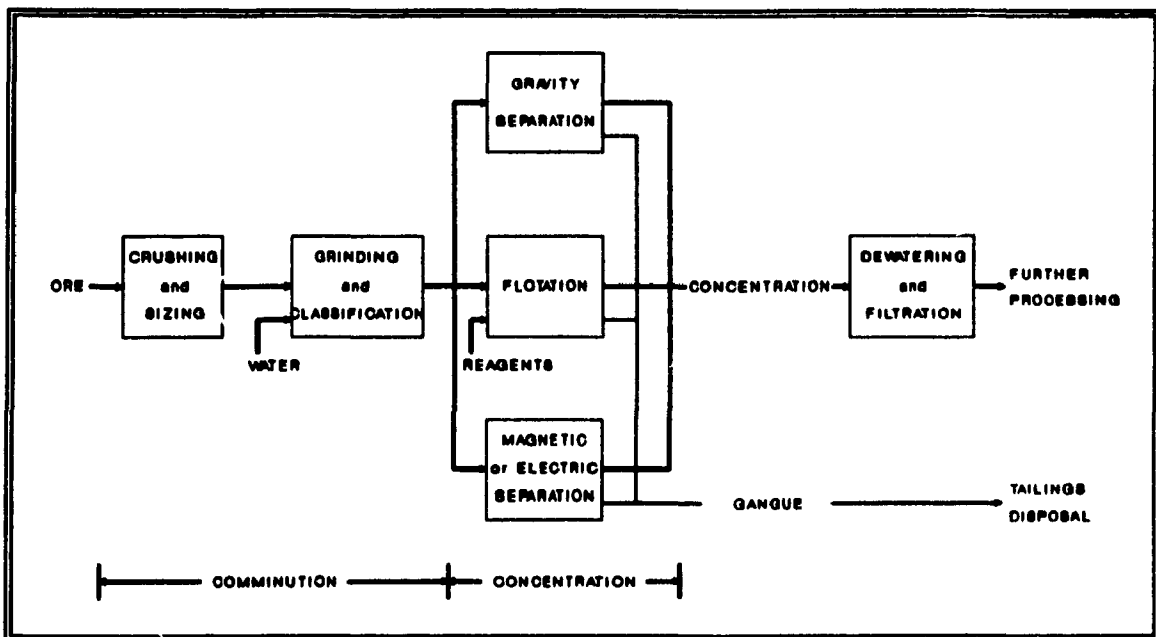 GRAVITY
SEPARATION
ORE
CRUSHING
and
SIZING
GRINDING
and
CLASSIFICATION
WATER
FLOTATION
REAGENTS
MAGNETIC
or ELECTRIC
SEPARATION
CONCENTRATION
DEWATERING
and
FILTRATION
FURTHER
PROCESSING
GANGUE
TAILINGS
DISPOSAL
COMMINUTION
CONCENTRATION